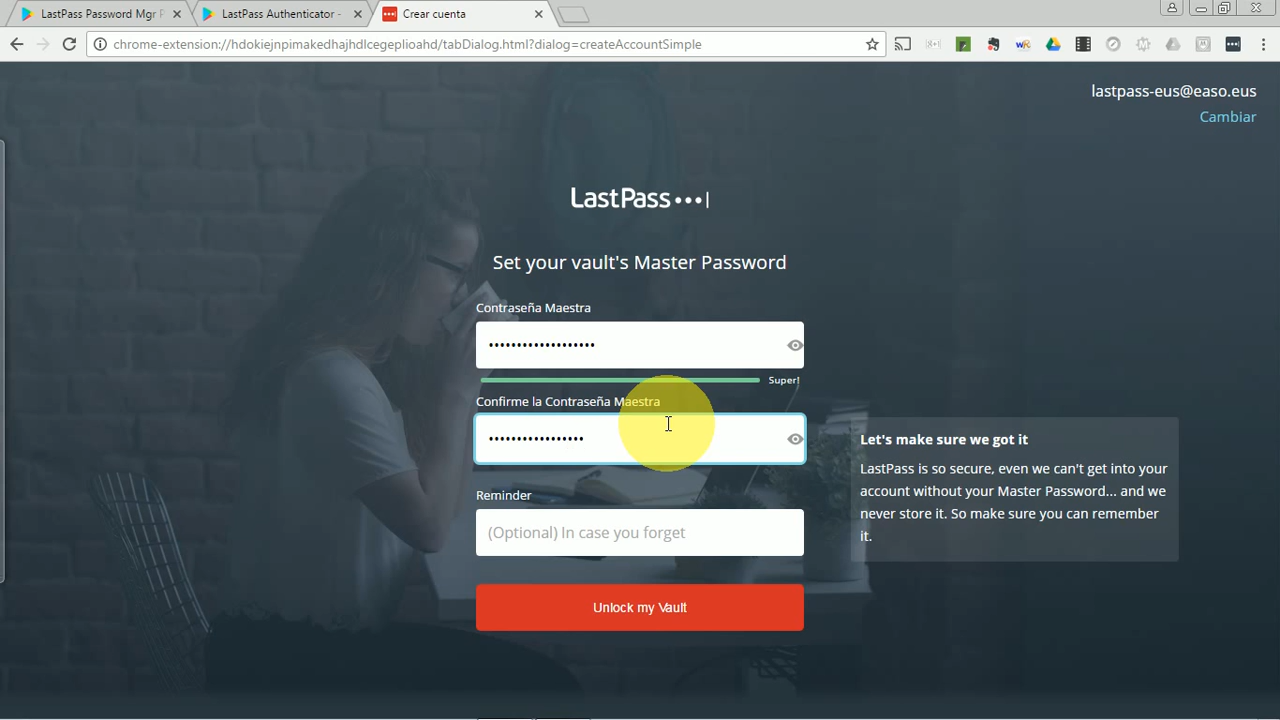 LastPass Password Mgr P
LastPass Authenticator -
Crear cuenta
chrome-extension://hdokiejnpimakedhajhdlcegeplioahd/tabDialog.html?dialog=createAccountSimple
lastpass-eus@easo.eus
Cambiar
LastPass •••|
Set your vault's Master Password
Contraseña Maestra
•••••••••••••••••••
Super!
Confirme la Contraseña Maestra
•••••••••••••••••
Let's make sure we got it
LastPass is so secure, even we can't get into your
account without your Master Password... and we
never store it. So make sure you can remember
it.
Reminder
(Optional) In case you forget
Unlock my Vault